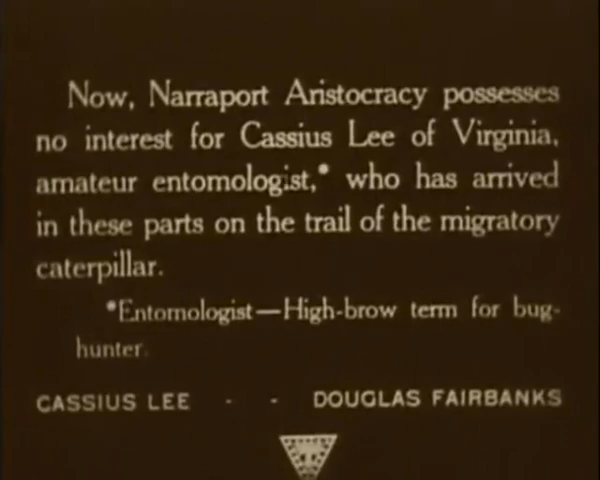 Now, Narraport Aristocracy possesses
no interest for Cassius Lee of Virginia,
amateur entomologist,* who has arrived
in these parts on the trail of the migratory
caterpillar.
*Entomologist—High-brow term for bug-
hunter.
CASSIUS LEE - - DOUGLAS FAIRBANKS